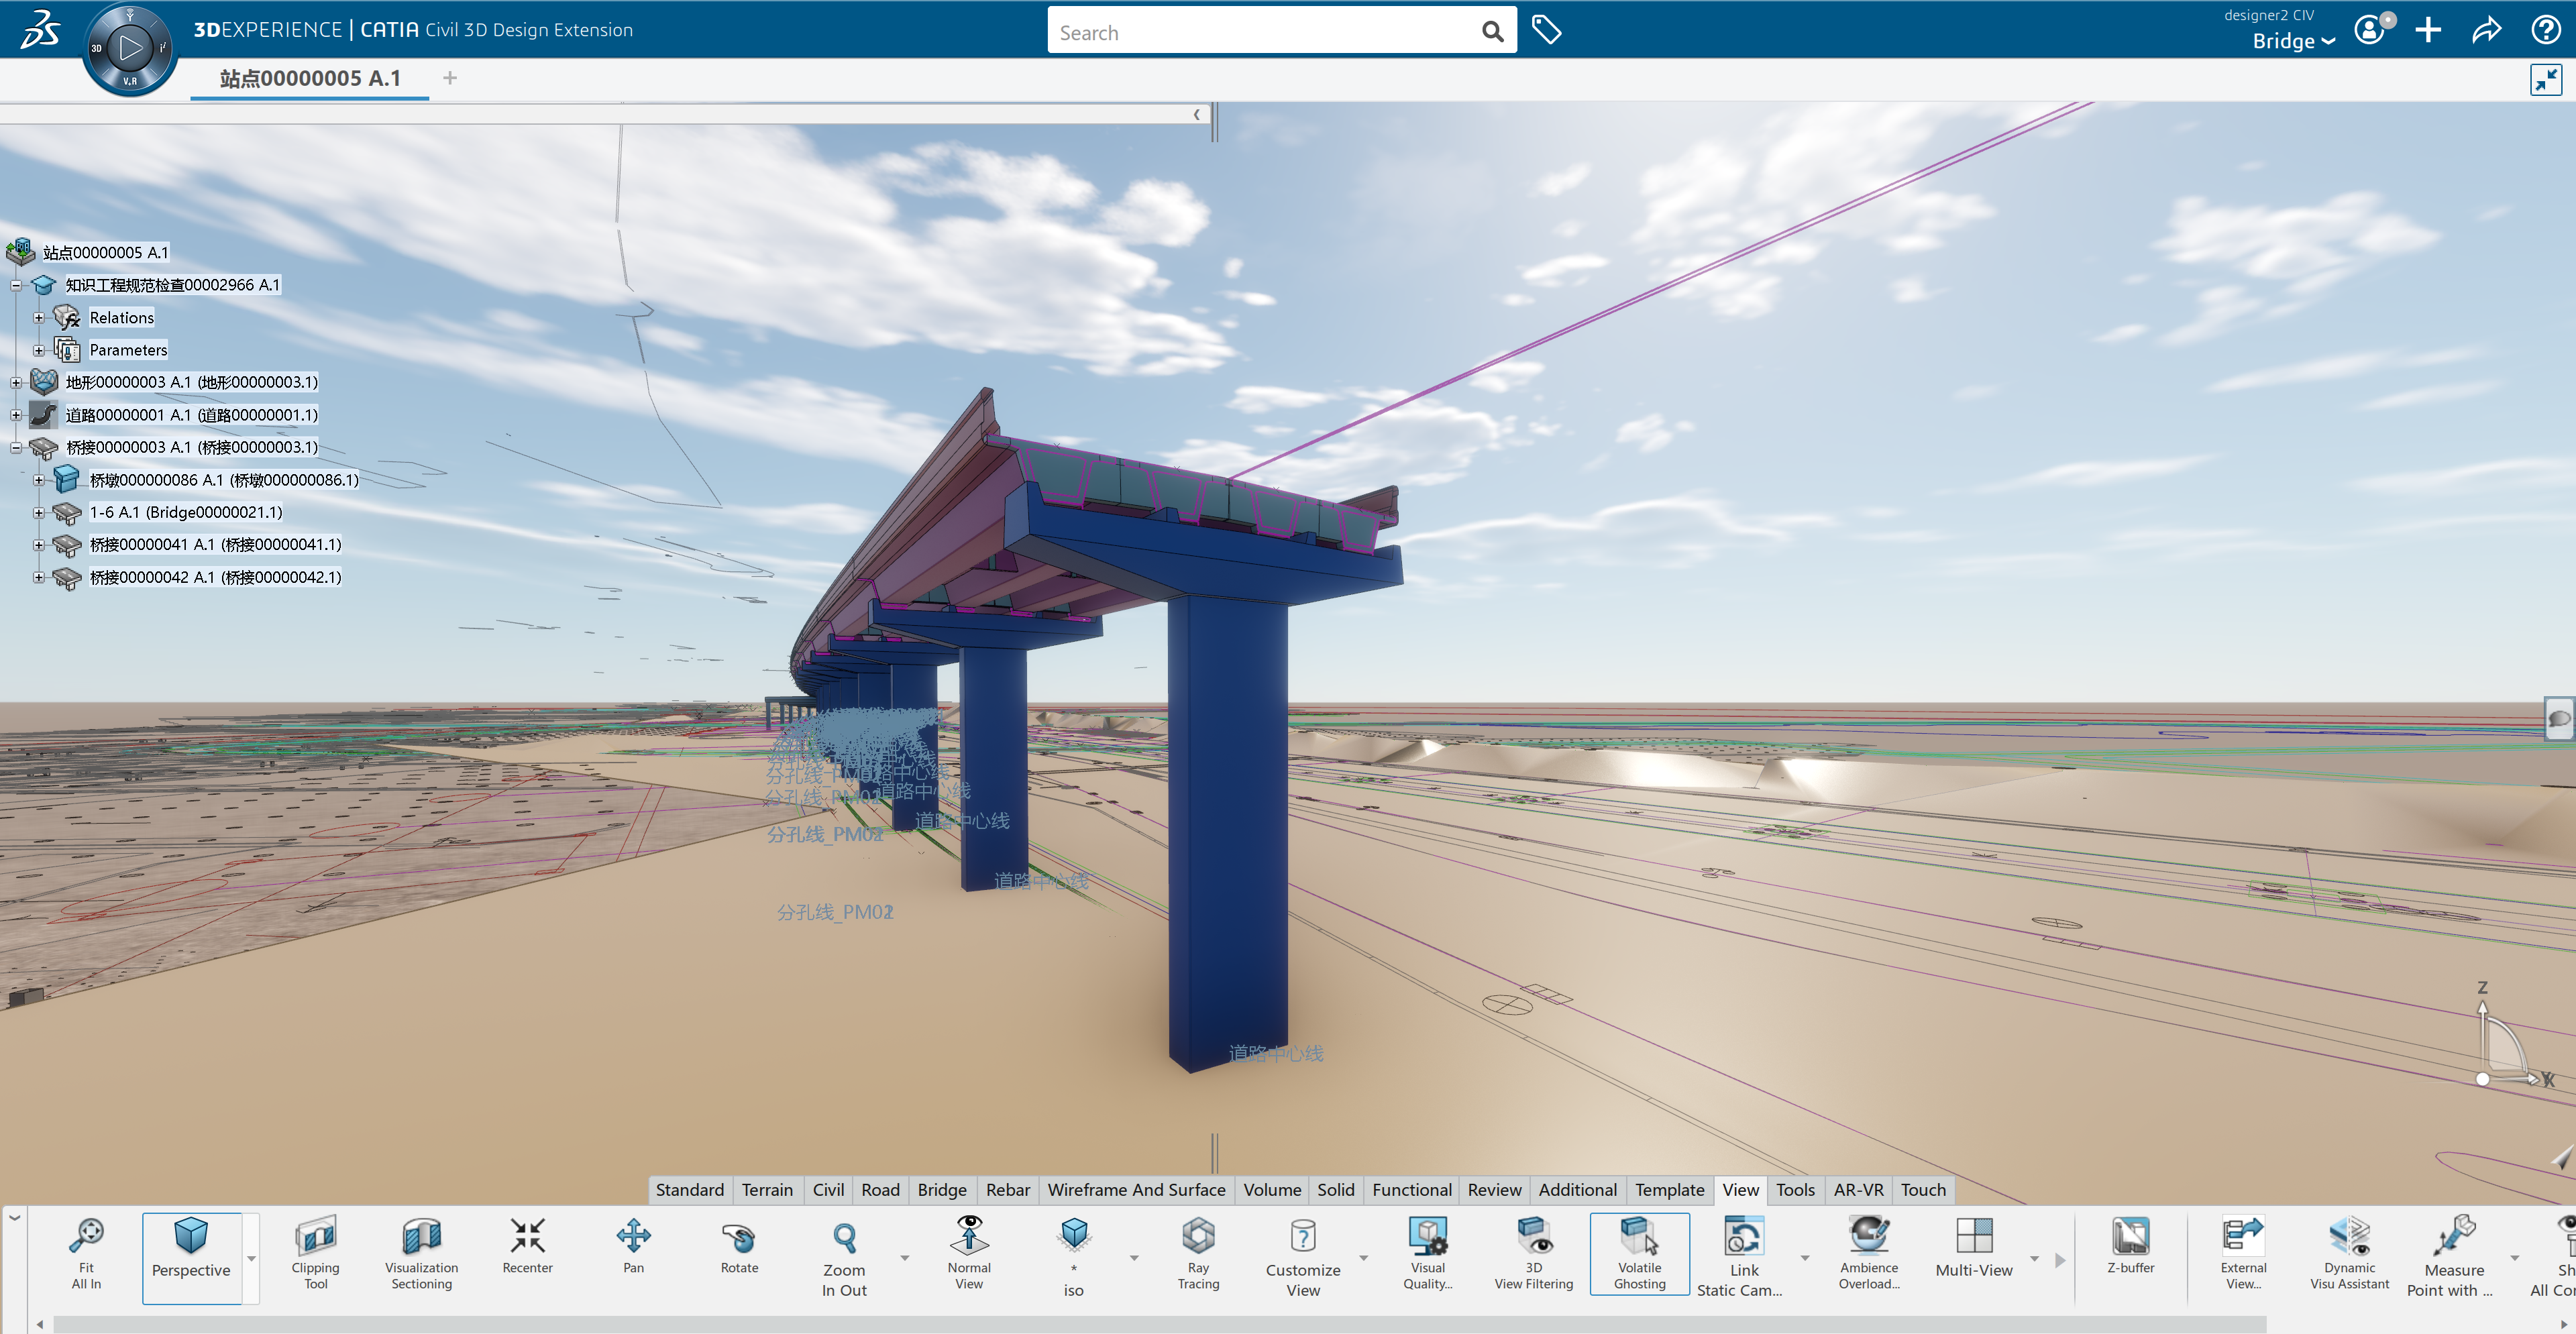 3DEXPERIENCE | CATIA Civil 3D Design Extension
Search
designer2 CIV
Bridge
3D
V.R
站点00000005 A.1
站点00000005 A.1
知识工程规范检查00002966 A.1
Relations
Parameters
地形00000003 A.1 (地形00000003.1)
道路00000001 A.1 (道路00000001.1)
桥接00000003 A.1 (桥接00000003.1)
桥墩000000086 A.1 (桥墩000000086.1)
1-6 A.1 (Bridge00000021.1)
桥接00000041 A.1 (桥接00000041.1)
桥接00000042 A.1 (桥接00000042.1)
道路中心线
道路中心线
分孔线_PM02
道路中心线
分孔线_PM02
道路中心线
Z
Standard Terrain Civil Road Bridge Rebar Wireframe And Surface Volume Solid Functional Review Additional Template View Tools AR-VR Touch
Fit All In
Perspective
Clipping Tool
Visualization Sectioning
Recenter
Pan
Rotate
Zoom In Out
Normal View
* iso
Ray Tracing
Customize View
Visual Quality...
3D View Filtering
Volatile Ghosting
Link Static Cam...
Ambience Overload...
Multi-View
Z-buffer
External View...
Dynamic Visu Assistant
Measure Point with ...